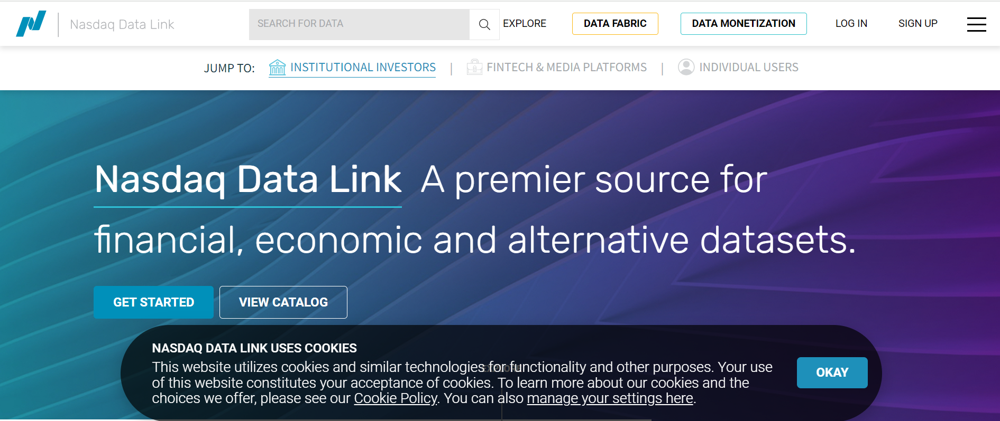 Nasdaq Data Link
SEARCH FOR DATA
EXPLORE
DATA FABRIC
DATA MONETIZATION
LOG IN
SIGN UP
JUMP TO:
INSTITUTIONAL INVESTORS
|
FINTECH & MEDIA PLATFORMS
|
INDIVIDUAL USERS
Nasdaq Data Link A premier source for
financial, economic and alternative datasets.
GET STARTED
VIEW CATALOG
NASDAQ DATA LINK USES COOKIES
This website utilizes cookies and similar technologies for functionality and other purposes. Your use
of this website constitutes your acceptance of cookies. To learn more about our cookies and the
choices we offer, please see our Cookie Policy. You can also manage your settings here.
OKAY
EXPLORE